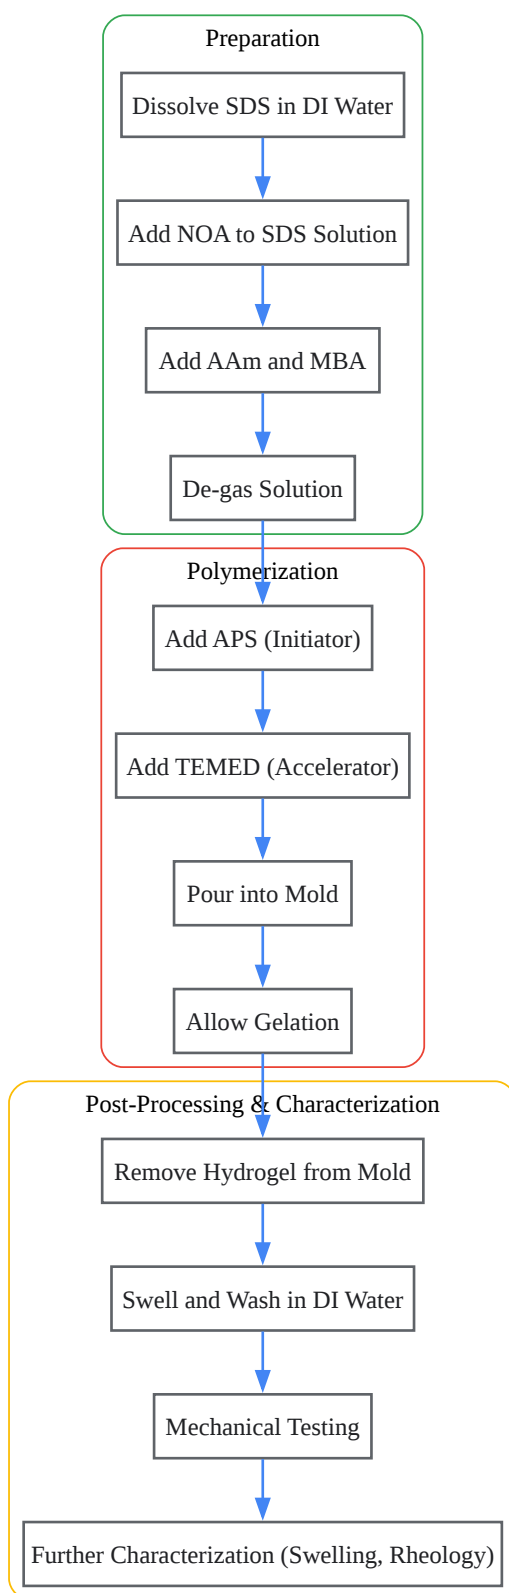 Preparation
Dissolve SDS in DI Water
Add NOA to SDS Solution
Add AAm and MBA
De-gas Solution
Polymerization
Add APS (Initiator)
Add TEMED (Accelerator)
Pour into Mold
Allow Gelation
Post-Processing & Characterization
Remove Hydrogel from Mold
Swell and Wash in DI Water
Mechanical Testing
Further Characterization (Swelling, Rheology)